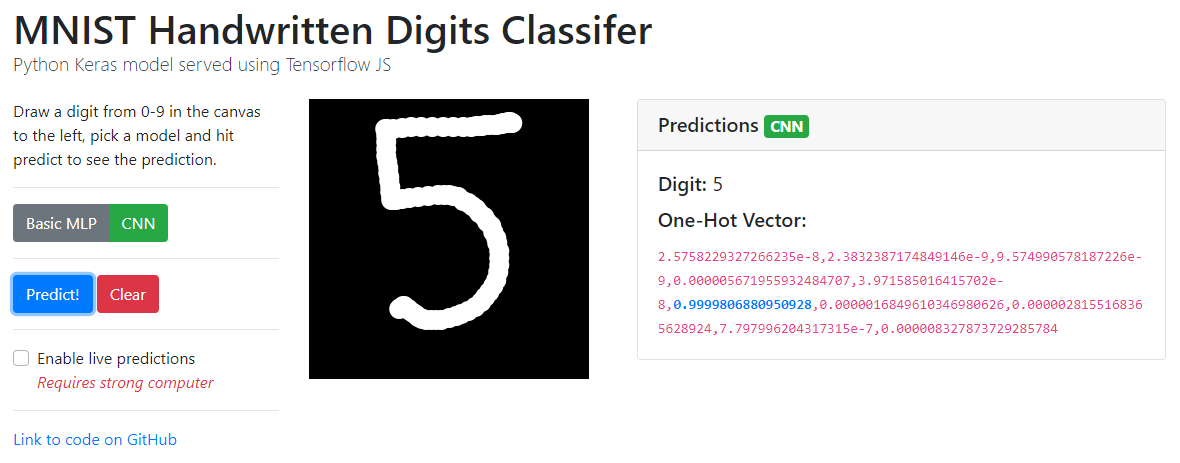 MNIST Handwritten Digits Classifer
Python Keras model served using Tensorflow JS
Draw a digit from 0-9 in the canvas
to the left, pick a model and hit
predict to see the prediction.
Basic MLP CNN
Predict! Clear
Enable live predictions
Requires strong computer
Link to code on GitHub
5
Predictions CNN
Digit: 5
One-Hot Vector:
2.5758229327266235e-8,2.3832387174849146e-9,9.574990578187226e-
9,0.000005671955932484707,3.971585016415702e-
8,0.9999806880950928,0.0000016849610346980626,0.000002815516836
5628924,7.797996204317315e-7,0.000008327873729285784